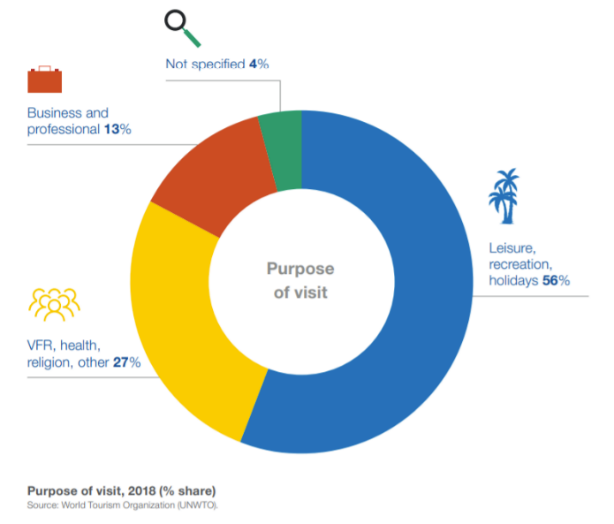 Not specified 4%
Business and
professional 13%
Leisure,
recreation,
holidays 56%
Purpose
of visit
VFR, health,
religion, other 27%
Purpose of visit, 2018 (% share)
Source: World Tourism Organization (UNWTO).